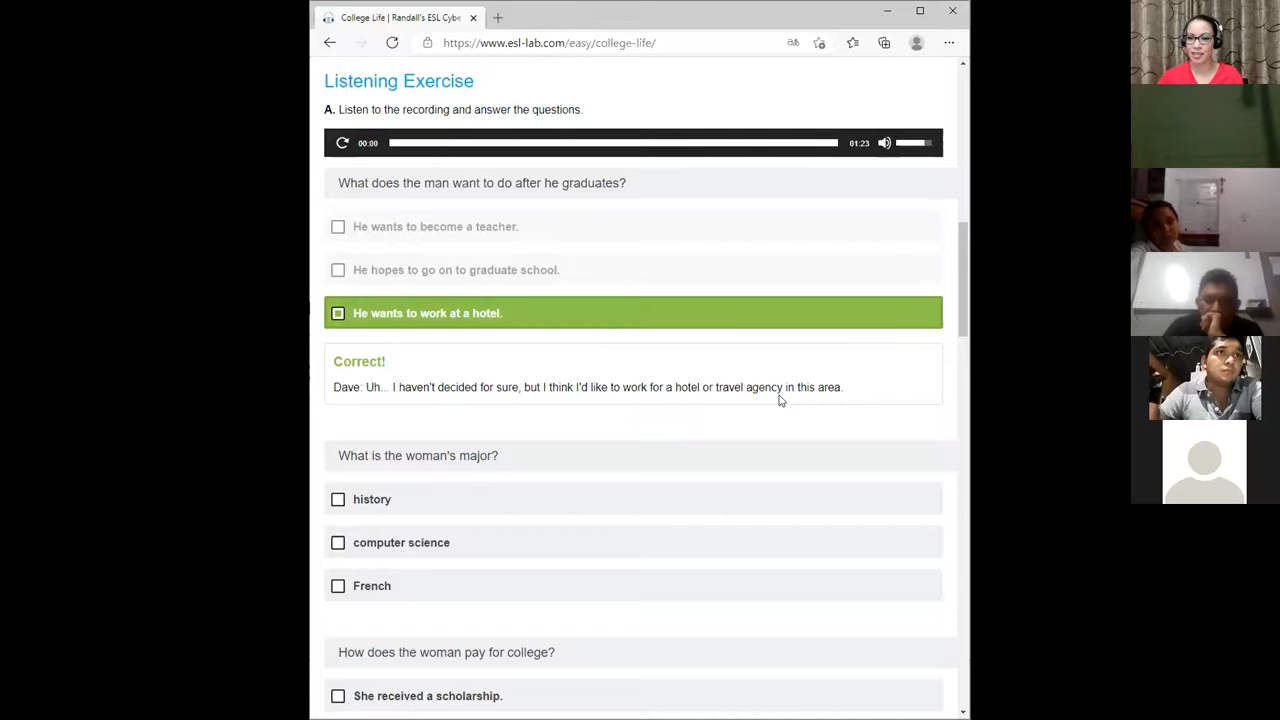 College Life | Randall's ESL Cybe
https://www.esl-lab.com/easy/college-life/
Listening Exercise
A. Listen to the recording and answer the questions.
00:00 01:23
What does the man want to do after he graduates?
He wants to become a teacher.
He hopes to go on to graduate school.
He wants to work at a hotel.
Correct!
Dave: Uh... I haven't decided for sure, but I think I'd like to work for a hotel or travel agency in this area.
What is the woman's major?
history
computer science
French
How does the woman pay for college?
She received a scholarship.